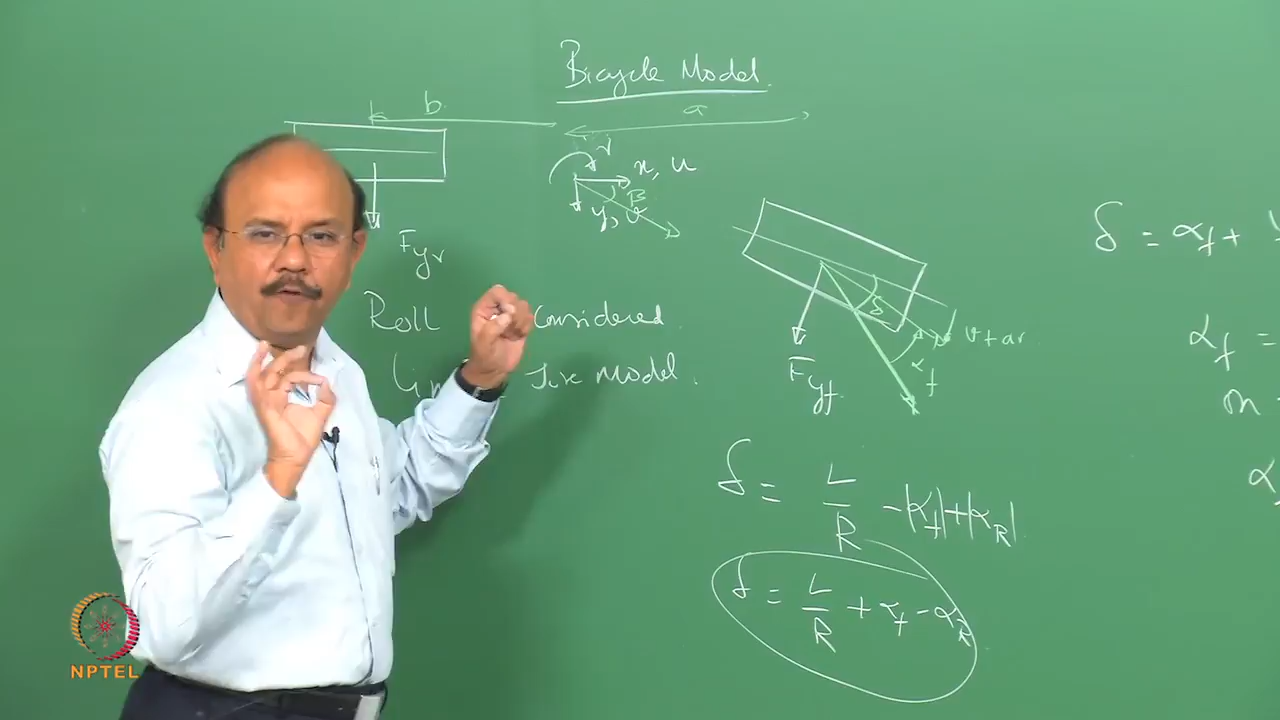 Bicycle Model
b
a
r
x, u
β
y, v
Fyr
δ
v + ar
αf
Fyf
δ = αf +
Roll Considered.
αf =
Tire Model.
m
δ = L/R - |αf| + |αR|
α
δ = L/R + αf - αR
NPTEL